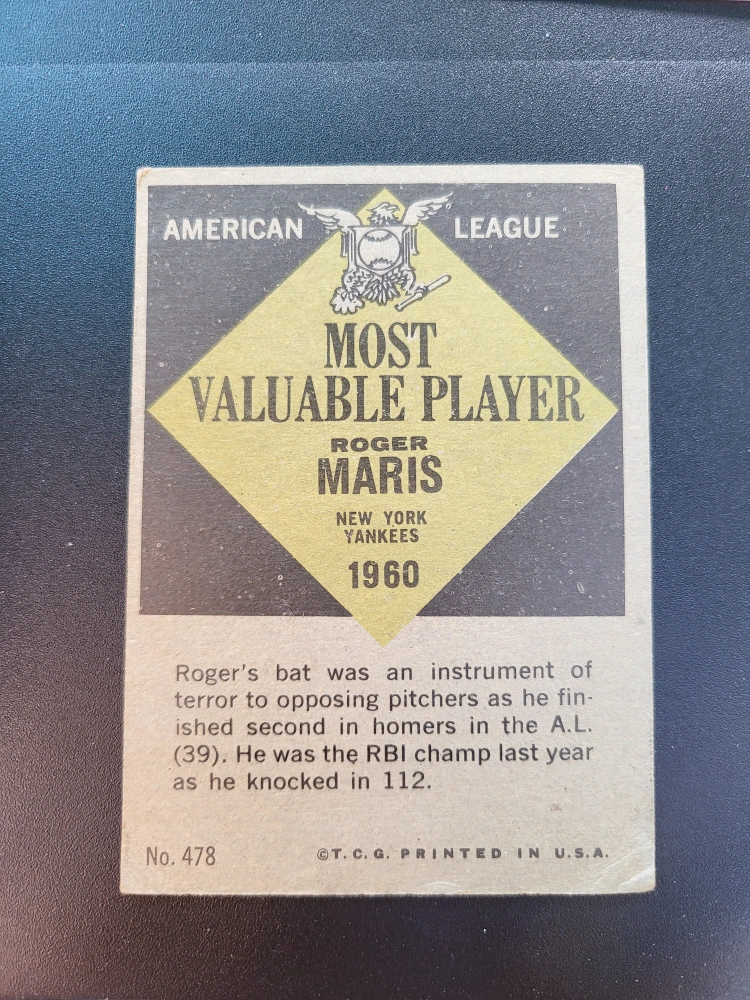 AMERICAN LEAGUE
MOST
VALUABLE PLAYER
ROGER
MARIS
NEW YORK
YANKEES
1960
Roger's bat was an instrument of
terror to opposing pitchers as he fin-
ished second in homers in the A.L.
(39). He was the RBI champ last year
as he knocked in 112.
No. 478 ©T.C.G. PRINTED IN U.S.A.